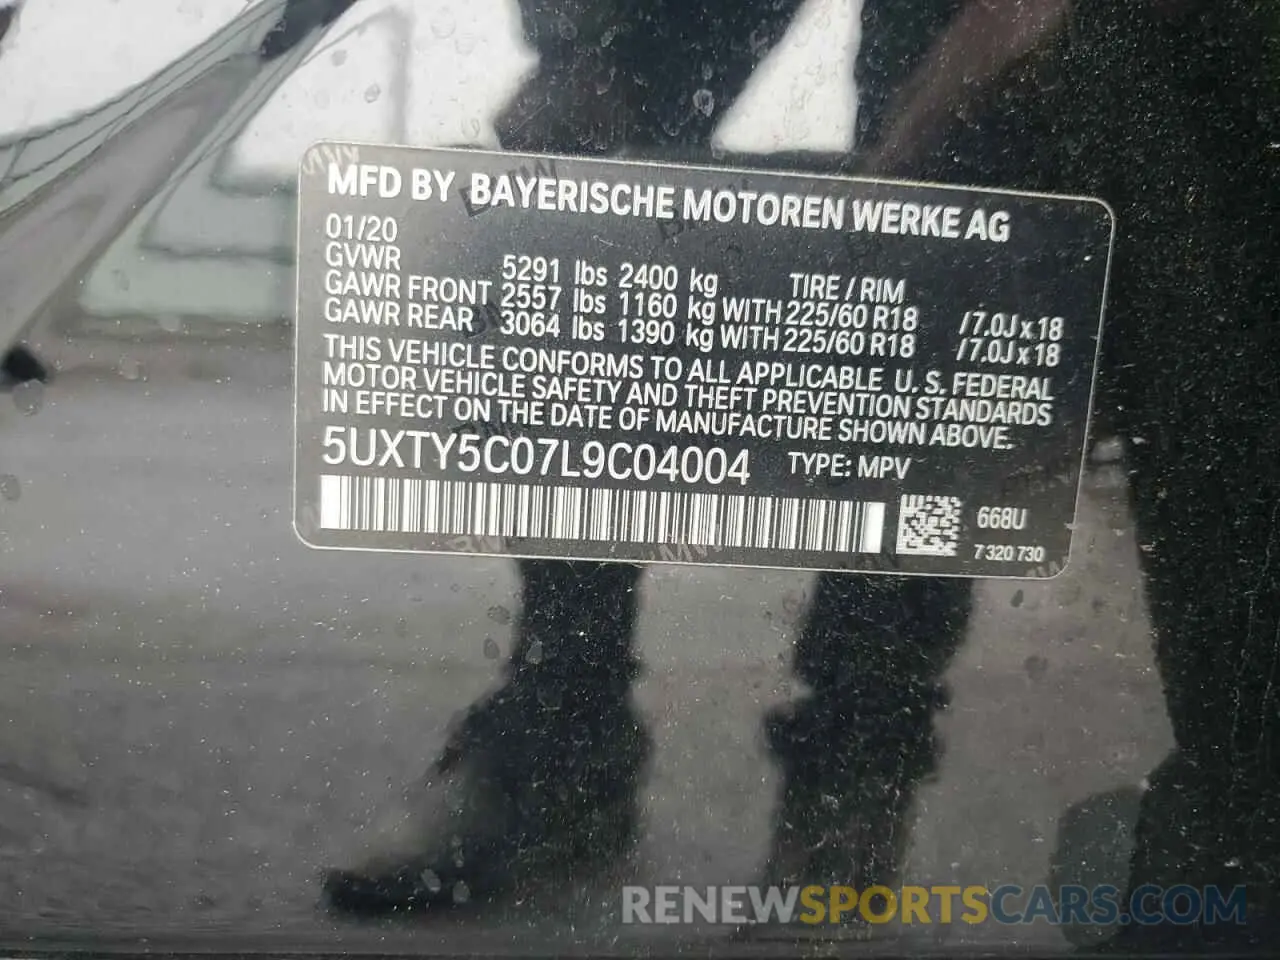 MFD BY BAYERISCHE MOTOREN WERKE AG
01/20
GVWR 5291 lbs 2400 kg TIRE / RIM
GAWR FRONT 2557 lbs 1160 kg WITH 225/60 R18 /7.0J x 18
GAWR REAR 3064 lbs 1390 kg WITH 225/60 R18 /7.0J x 18
THIS VEHICLE CONFORMS TO ALL APPLICABLE U. S. FEDERAL
MOTOR VEHICLE SAFETY AND THEFT PREVENTION STANDARDS
IN EFFECT ON THE DATE OF MANUFACTURE SHOWN ABOVE.
5UXTY5C07L9C04004 TYPE: MPV
668U
7 320 730
RENEWSPORTSCARS.COM